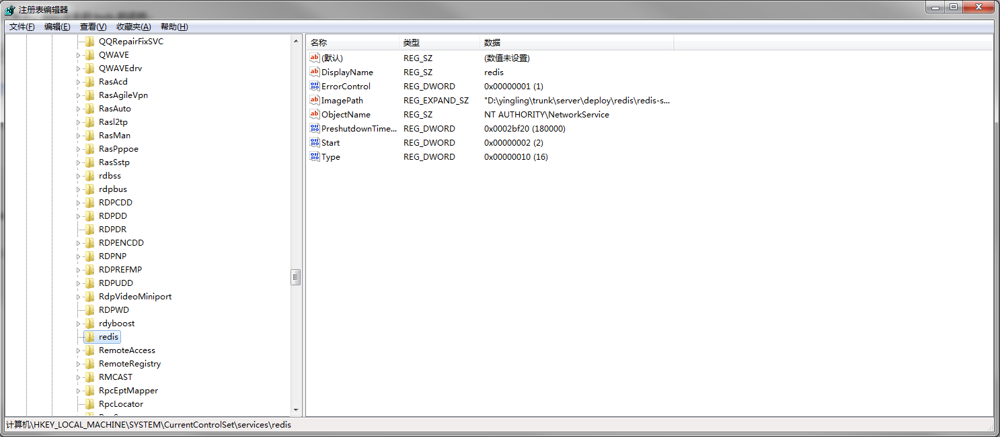 注册表编辑器
文件(F) 编辑(E) 查看(V) 收藏夹(A) 帮助(H)
QQRepairFixSVC
QWAVE
QWAVEdrv
RasAcd
RasAgileVpn
RasAuto
Rasl2tp
RasMan
RasPppoe
RasSstp
rdbss
rdpbus
RDPCDD
RDPDD
RDPDR
RDPENCDD
RDPNP
RDPREFMP
RDPUDD
RdpVideoMiniport
RDPWD
rdyboost
redis
RemoteAccess
RemoteRegistry
RMCAST
RpcEptMapper
RpcLocator
名称 类型 数据
(默认) REG_SZ (数值未设置)
DisplayName REG_SZ redis
ErrorControl REG_DWORD 0x00000001 (1)
ImagePath REG_EXPAND_SZ "D:\yingling\trunk\server\deploy\redis\redis-s...
ObjectName REG_SZ NT AUTHORITY\NetworkService
PreshutdownTime... REG_DWORD 0x0002bf20 (180000)
Start REG_DWORD 0x00000002 (2)
Type REG_DWORD 0x00000010 (16)
计算机\HKEY_LOCAL_MACHINE\SYSTEM\CurrentControlSet\services\redis